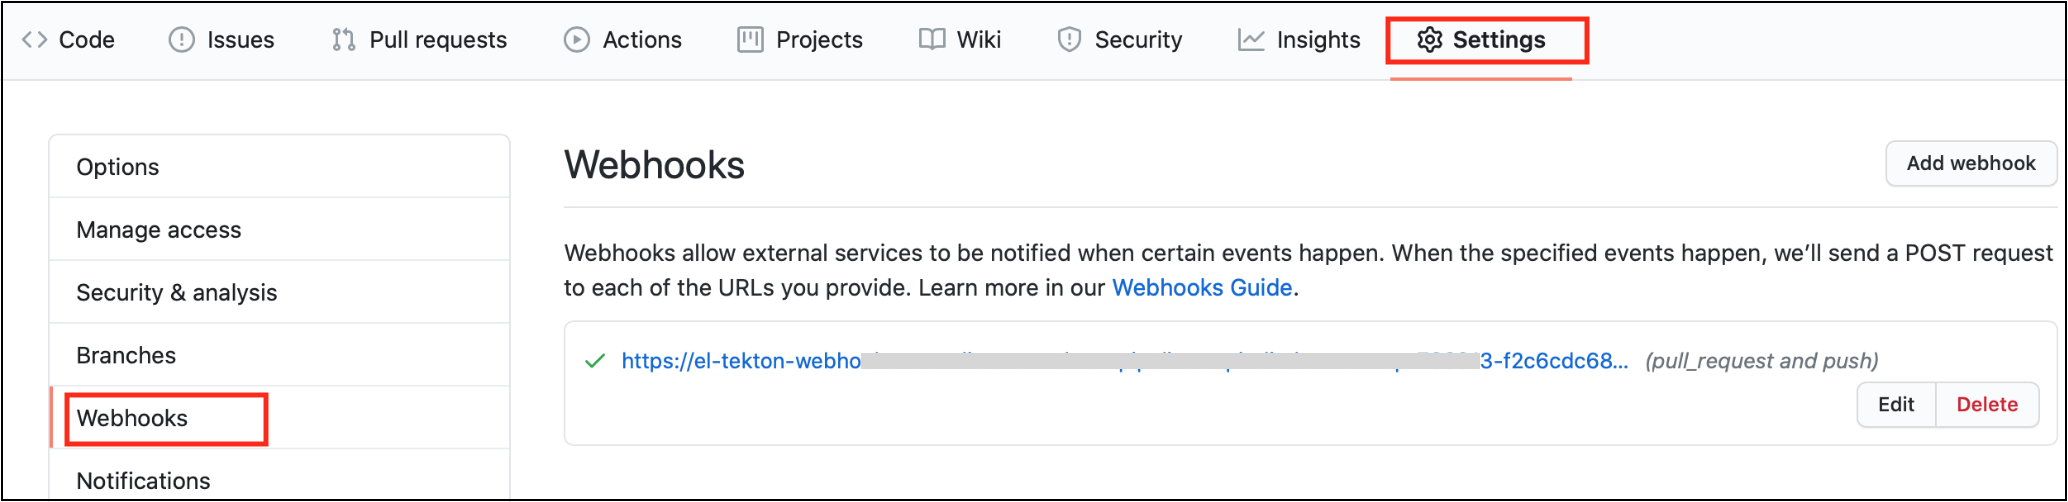 Code Issues Pull requests Actions Projects Wiki Security Insights Settings
Options
Manage access
Security & analysis
Branches
Webhooks
Notifications
Webhooks
Add webhook
Webhooks allow external services to be notified when certain events happen. When the specified events happen, we’ll send a POST request
to each of the URLs you provide. Learn more in our Webhooks Guide.
https://el-tekton-webho 3-f2c6cdc68... (pull_request and push)
Edit Delete